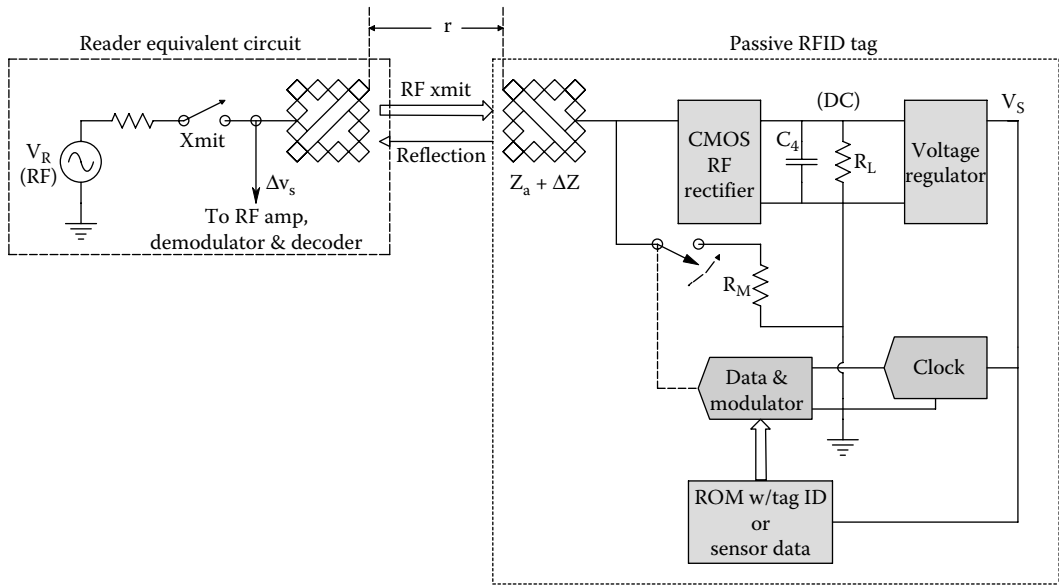 r
Reader equivalent circuit
Passive RFID tag
RF xmit
Reflection
Xmit
V_R
(RF)
Δv_s
To RF amp,
demodulator & decoder
Z_a + ΔZ
CMOS
RF
rectifier
(DC)
C_4
R_L
Voltage
regulator
V_S
R_M
Data &
modulator
Clock
ROM w/tag ID
or
sensor data